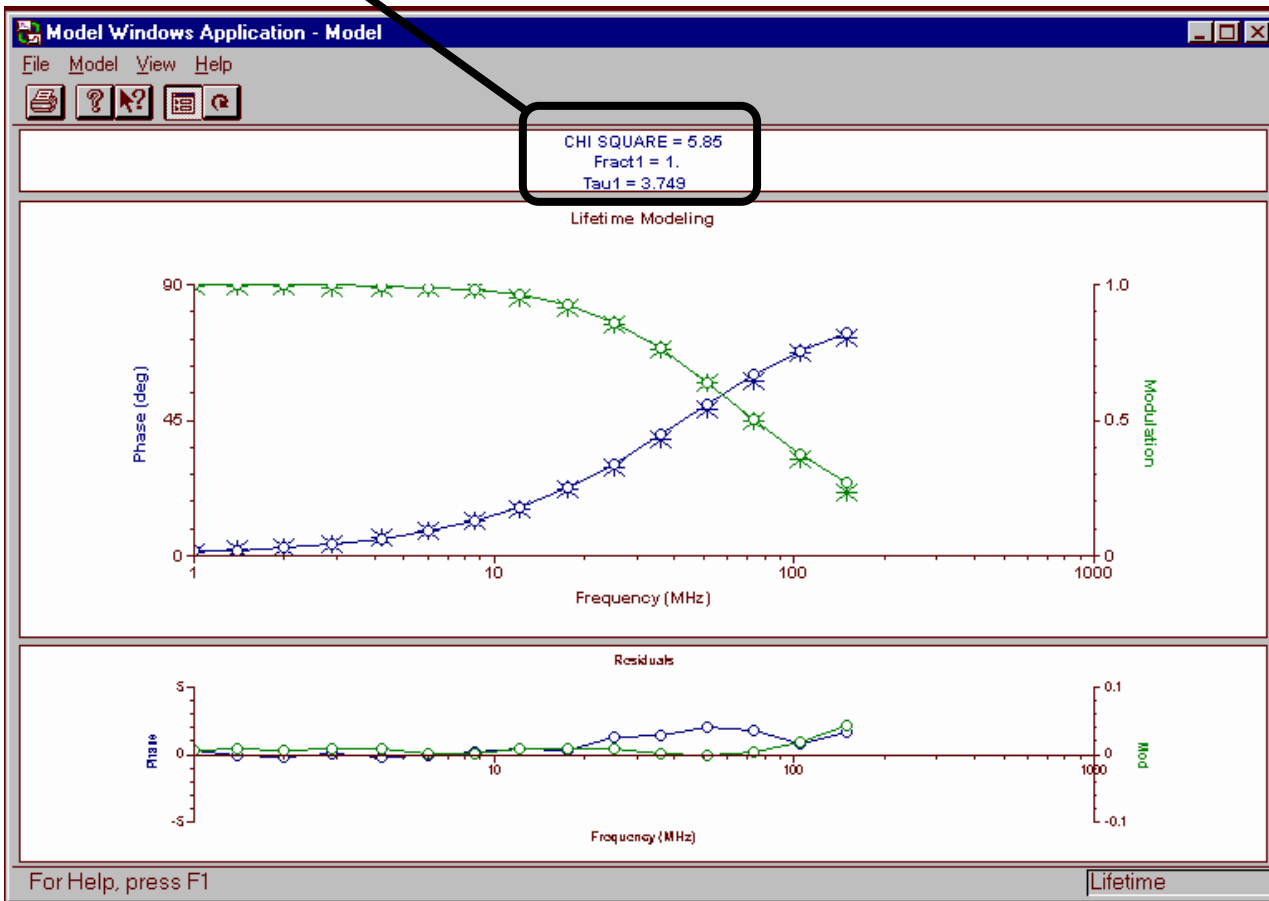 Model Windows Application - Model
File Model View Help
CHI SQUARE = 5.85
Fract1 = 1.
Tau1 = 3.749
Lifetime Modeling
90
45
0
Phase (deg)
1.0
0.5
0
Modulation
1 10 100 1000
Frequency (MHz)
Residuals
5
0
-5
Phase
0.1
0
-0.1
Mod
10 100 1000
Frequency (MHz)
For Help, press F1
Lifetime